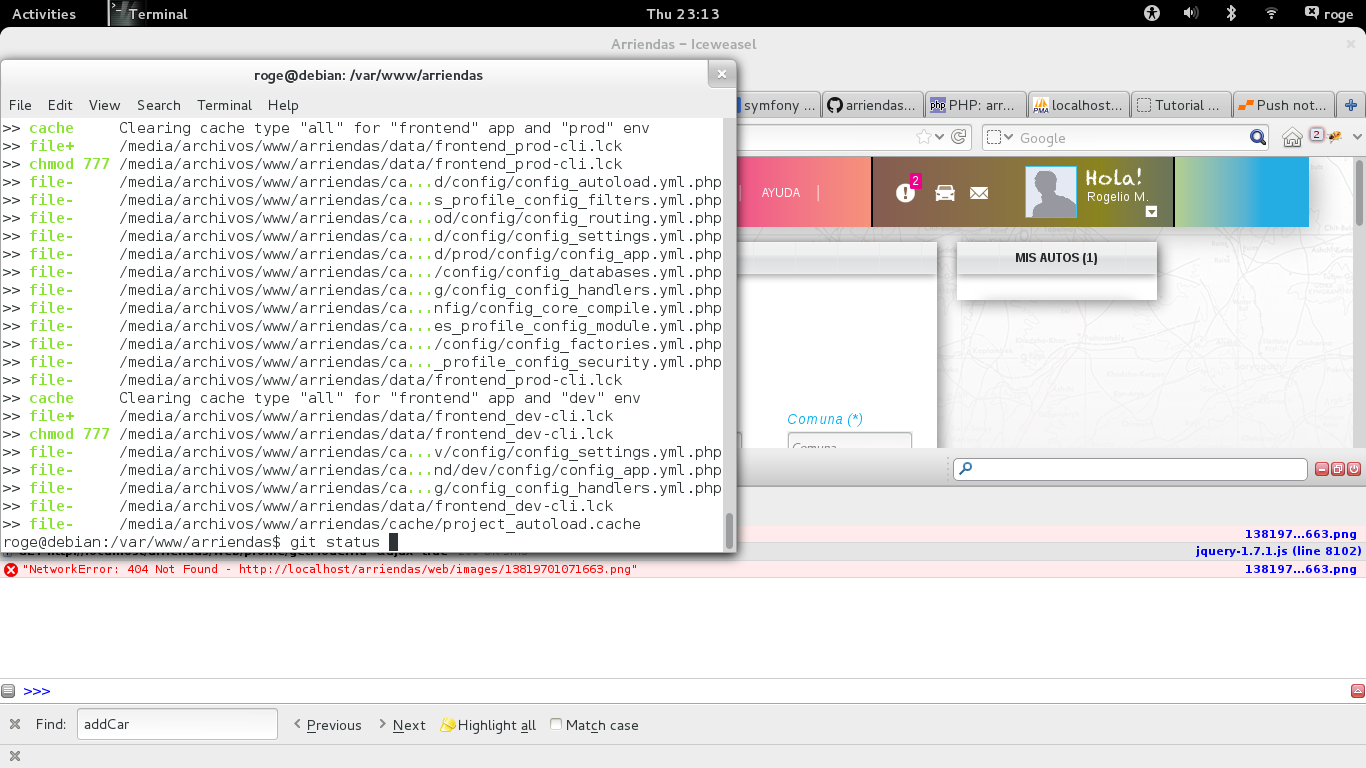 Activities
Terminal
Thu 23:13
roge
Arriendas - Iceweasel
roge@debian: /var/www/arriendas
File Edit View Search Terminal Help
symfony ...
arriendas...
PHP: arr...
localhost...
Tutorial ...
Push not...
Google
2
>> cache Clearing cache type "all" for "frontend" app and "prod" env
>> file+ /media/archivos/www/arriendas/data/frontend_prod-cli.lck
>> chmod 777 /media/archivos/www/arriendas/data/frontend_prod-cli.lck
>> file- /media/archivos/www/arriendas/ca...d/config/config_autoload.yml.php
>> file- /media/archivos/www/arriendas/ca...s_profile_config_filters.yml.php
>> file- /media/archivos/www/arriendas/ca...od/config/config_routing.yml.php
>> file- /media/archivos/www/arriendas/ca...d/config/config_settings.yml.php
>> file- /media/archivos/www/arriendas/ca...d/prod/config/config_app.yml.php
>> file- /media/archivos/www/arriendas/ca.../config/config_databases.yml.php
>> file- /media/archivos/www/arriendas/ca...g/config_config_handlers.yml.php
>> file- /media/archivos/www/arriendas/ca...nfig/config_core_compile.yml.php
>> file- /media/archivos/www/arriendas/ca...es_profile_config_module.yml.php
>> file- /media/archivos/www/arriendas/ca.../config/config_factories.yml.php
>> file- /media/archivos/www/arriendas/ca..._profile_config_security.yml.php
>> file- /media/archivos/www/arriendas/data/frontend_prod-cli.lck
>> cache Clearing cache type "all" for "frontend" app and "dev" env
>> file+ /media/archivos/www/arriendas/data/frontend_dev-cli.lck
>> chmod 777 /media/archivos/www/arriendas/data/frontend_dev-cli.lck
>> file- /media/archivos/www/arriendas/ca...v/config/config_settings.yml.php
>> file- /media/archivos/www/arriendas/ca...nd/dev/config/config_app.yml.php
>> file- /media/archivos/www/arriendas/ca...g/config_config_handlers.yml.php
>> file- /media/archivos/www/arriendas/data/frontend_dev-cli.lck
>> file- /media/archivos/www/arriendas/cache/project_autoload.cache
roge@debian:/var/www/arriendas$ git status
| AYUDA |
2
Hola!
Rogelio M.
MIS AUTOS (1)
Comuna (*)
Comuna
138197...663.png
jquery-1.7.1.js (line 8102)
"NetworkError: 404 Not Found - http://localhost/arriendas/web/images/13819701071663.png"
138197...663.png
>>>
Find: addCar Previous Next Highlight all Match case